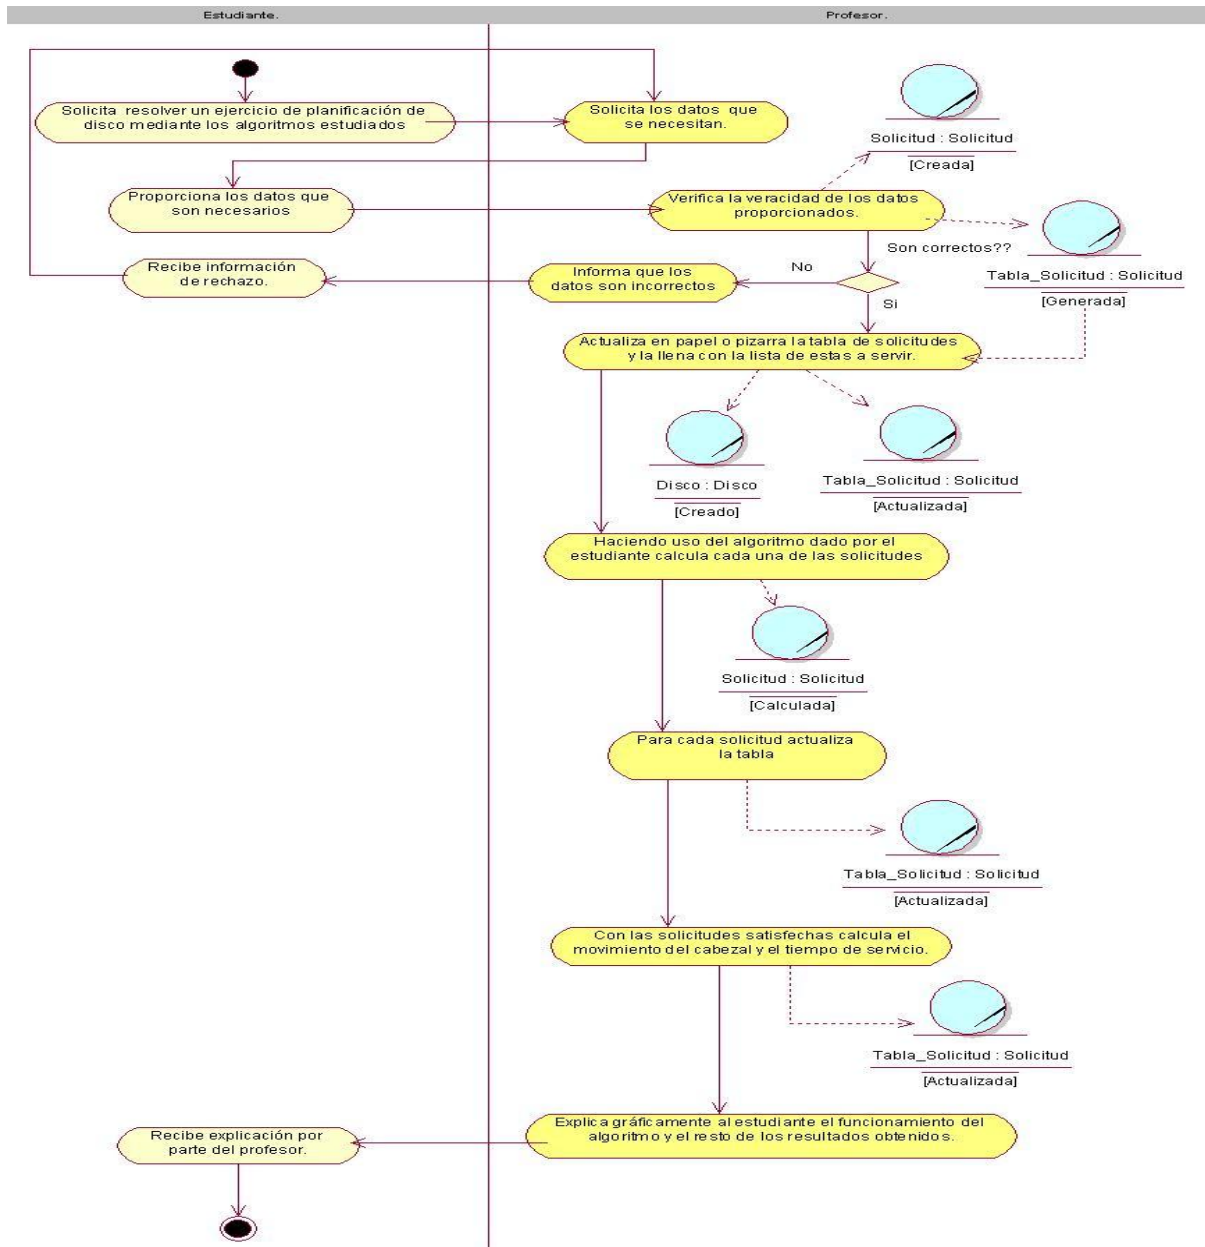 Estudiante.
Profesor.
Solicita resolver un ejercicio de planificación de
disco mediante los algoritmos estudiados
Solicita los datos que
se necesitan.
Solicitud : Solicitud
[Creada]
Proporciona los datos que
son necesarios
Verifica la veracidad de los datos
proporcionados.
Son correctos??
Tabla_Solicitud : Solicitud
[Generada]
Recibe información
de rechazo.
Informa que los
datos son incorrectos
No
Si
Actualiza en papel o pizarra la tabla de solicitudes
y la llena con la lista de estas a servir.
Disco : Disco
[Creado]
Tabla_Solicitud : Solicitud
[Actualizada]
Haciendo uso del algoritmo dado por el
estudiante calcula cada una de las solicitudes
Solicitud : Solicitud
[Calculada]
Para cada solicitud actualiza
la tabla
Tabla_Solicitud : Solicitud
[Actualizada]
Con las solicitudes satisfechas calcula el
movimiento del cabezal y el tiempo de servicio.
Tabla_Solicitud : Solicitud
[Actualizada]
Explica gráficamente al estudiante el funcionamiento del
algoritmo y el resto de los resultados obtenidos.
Recibe explicación por
parte del profesor.